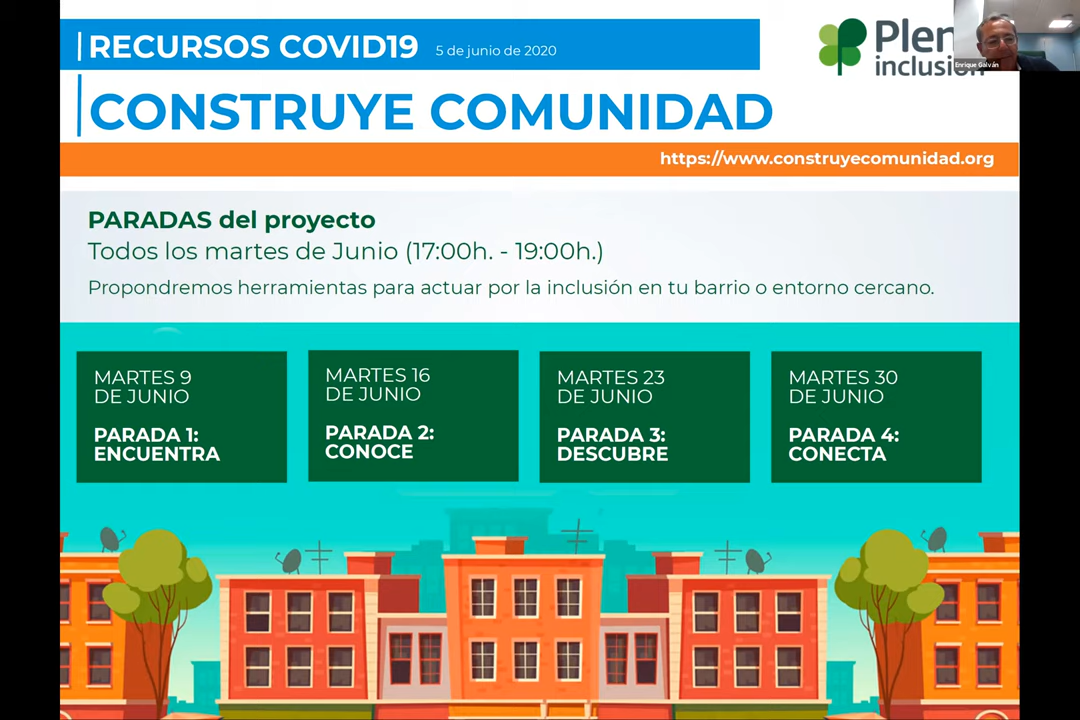 RECURSOS COVID19 5 de junio de 2020
Plen
inclusión
Enrique Galván
CONSTRUYE COMUNIDAD
https://www.construyecomunidad.org
PARADAS del proyecto
Todos los martes de Junio (17:00h. - 19:00h.)
Propondremos herramientas para actuar por la inclusión en tu barrio o entorno cercano.
MARTES 9
DE JUNIO
PARADA 1:
ENCUENTRA
MARTES 16
DE JUNIO
PARADA 2:
CONOCE
MARTES 23
DE JUNIO
PARADA 3:
DESCUBRE
MARTES 30
DE JUNIO
PARADA 4:
CONECTA